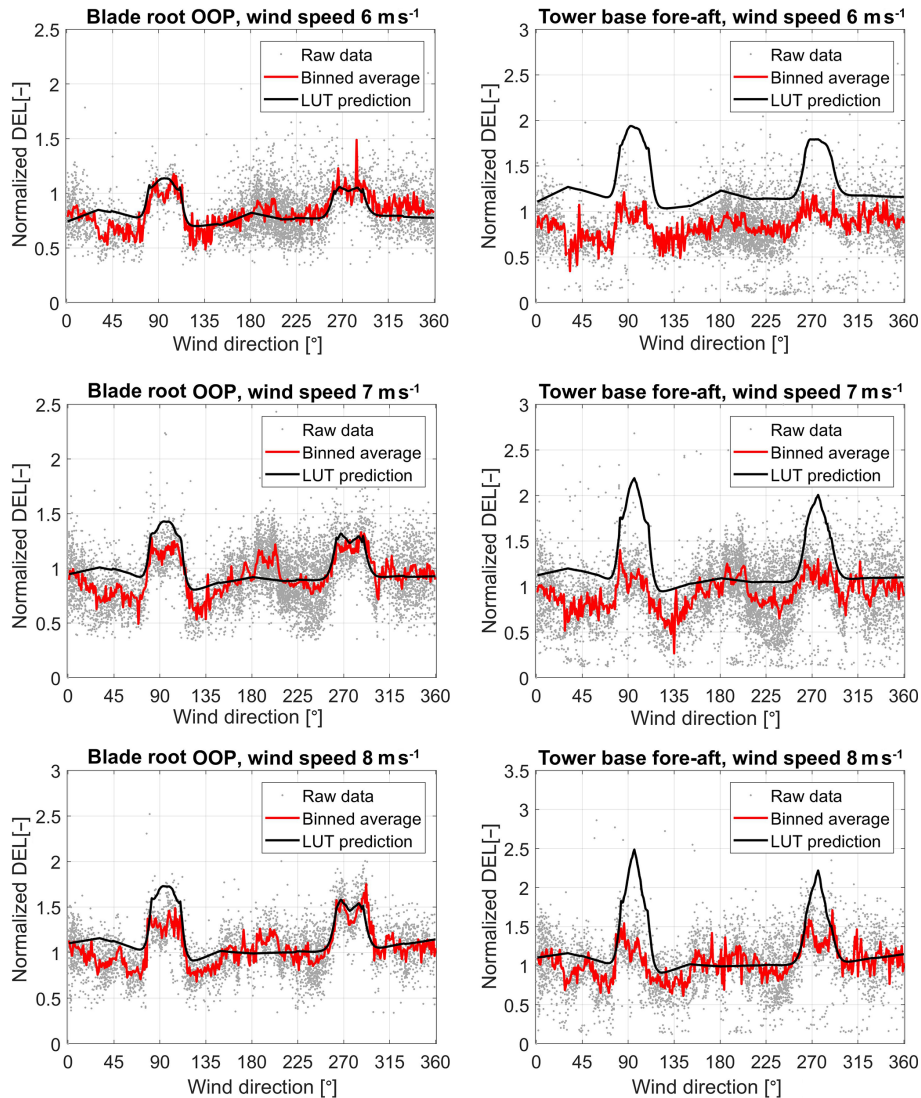 Blade root OOP, wind speed 6 m s⁻¹
2.5
2
1.5
1
0.5
0
Normalized DEL[−]
Raw data
Binned average
LUT prediction
0 45 90 135 180 225 270 315 360
Wind direction [°]
Tower base fore-aft, wind speed 6 m s⁻¹
3
2.5
2
1.5
1
0.5
0
Normalized DEL[−]
Raw data
Binned average
LUT prediction
0 45 90 135 180 225 270 315 360
Wind direction [°]
Blade root OOP, wind speed 7 m s⁻¹
2.5
2
1.5
1
0.5
0
Normalized DEL[−]
Raw data
Binned average
LUT prediction
0 45 90 135 180 225 270 315 360
Wind direction [°]
Tower base fore-aft, wind speed 7 m s⁻¹
3
2.5
2
1.5
1
0.5
0
Normalized DEL[−]
Raw data
Binned average
LUT prediction
0 45 90 135 180 225 270 315 360
Wind direction [°]
Blade root OOP, wind speed 8 m s⁻¹
3
2.5
2
1.5
1
0.5
0
Normalized DEL[−]
Raw data
Binned average
LUT prediction
0 45 90 135 180 225 270 315 360
Wind direction [°]
Tower base fore-aft, wind speed 8 m s⁻¹
3.5
3
2.5
2
1.5
1
0.5
0
Normalized DEL[−]
Raw data
Binned average
LUT prediction
0 45 90 135 180 225 270 315 360
Wind direction [°]